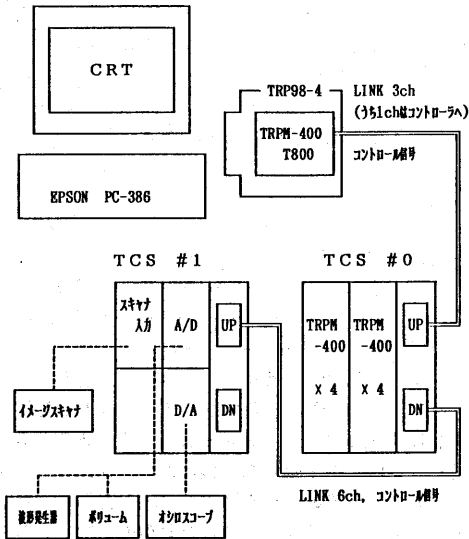 CRT
EPSON PC-386
TRP98-4
TRPM-400
T800
LINK 3ch
(うち1chはコントローラへ)
コントロール信号
TCS #1
スキャナ
入力
A/D
UP
D/A
DN
TCS #0
TRPM
-400
X 4
TRPM
-400
X 4
UP
DN
イメージスキャナ
波形発生器
ボリューム
オシロスコープ
LINK 6ch, コントロール信号